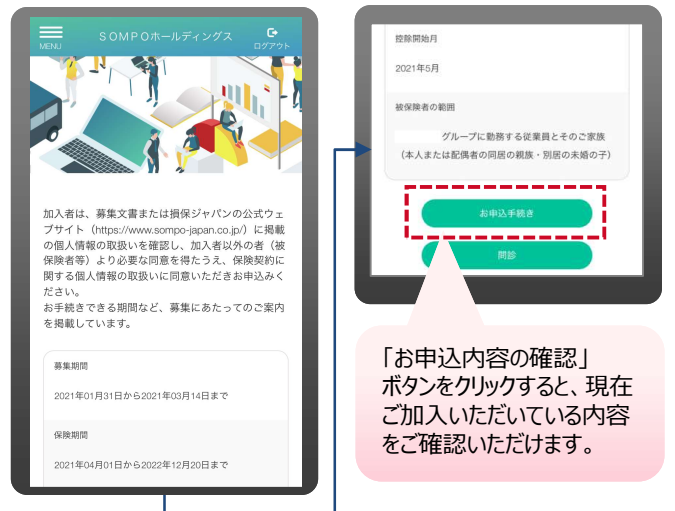 MENU
SOMPOホールディングス
ログアウト
加入者は、募集文書または損保ジャパンの公式ウェ
ブサイト（https://www.sompo-japan.co.jp/）に掲載
の個人情報の取扱いを確認し、加入者以外の者（被
保険者等）より必要な同意を得たうえ、保険契約に
関する個人情報の取扱いに同意いただきお申込みく
ださい。
お手続きできる期間など、募集にあたってのご案内
を掲載しています。
募集期間
2021年01月31日から2021年03月14日まで
保険期間
2021年04月01日から2022年12月20日まで
控除開始月
2021年5月
被保険者の範囲
グループに勤務する従業員とそのご家族
（本人または配偶者の同居の親族・別居の未婚の子）
お申込手続き
問診
「お申込内容の確認」
ボタンをクリックすると、現在
ご加入いただいている内容
をご確認いただけます。